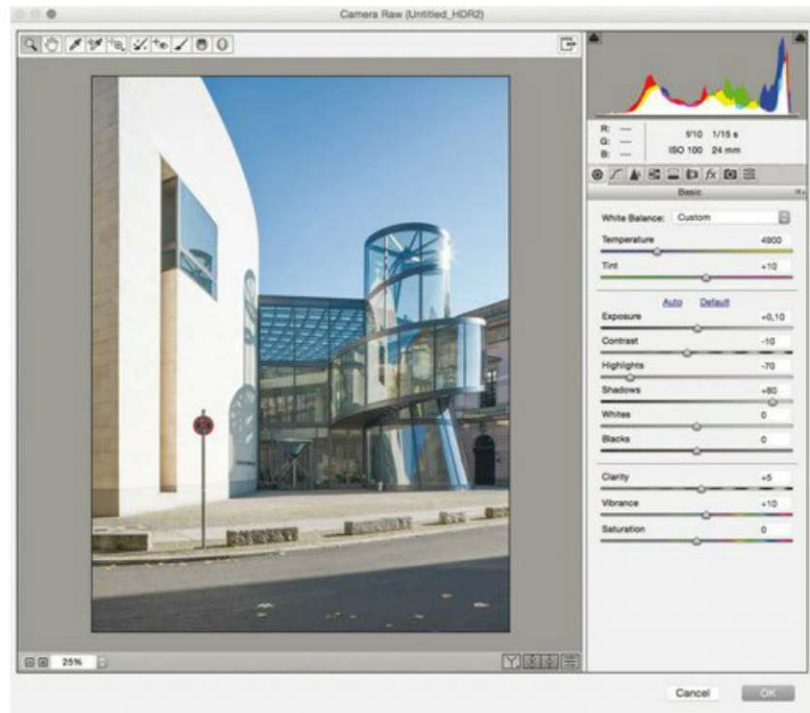 Camera Raw (Untitled_HDR2)
R: ---
G: ---
B: ---
f/10 1/15 s
ISO 100 24 mm
fx
Basic
White Balance: Custom
Temperature 4900
Tint +10
Auto Default
Exposure +0,10
Contrast -10
Highlights -70
Shadows +80
Whites 0
Blacks 0
Clarity +5
Vibrance +10
Saturation 0
25%
Y
Cancel OK